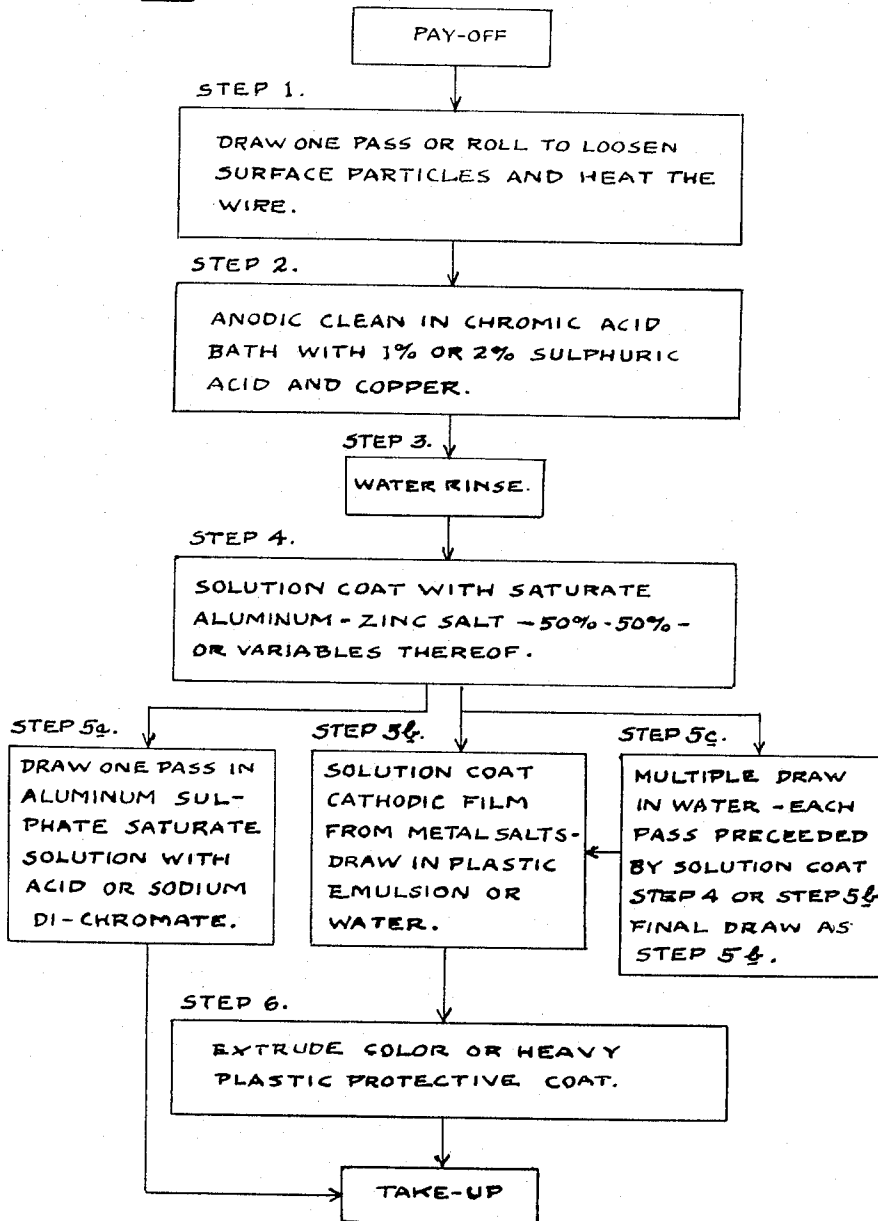 PAY-OFF
STEP 1.
DRAW ONE PASS OR ROLL TO LOOSEN
SURFACE PARTICLES AND HEAT THE
WIRE.
STEP 2.
ANODIC CLEAN IN CHROMIC ACID
BATH WITH 1% OR 2% SULPHURIC
ACID AND COPPER.
STEP 3.
WATER RINSE.
STEP 4.
SOLUTION COAT WITH SATURATE
ALUMINUM - ZINC SALT - 50% - 50% -
OR VARIABLES THEREOF.
STEP 5a.
DRAW ONE PASS IN
ALUMINUM SUL-
PHATE SATURATE
SOLUTION WITH
ACID OR SODIUM
DI-CHROMATE.
STEP 5b.
SOLUTION COAT
CATHODIC FILM
FROM METAL SALTS-
DRAW IN PLASTIC
EMULSION OR
WATER.
STEP 5c.
MULTIPLE DRAW
IN WATER - EACH
PASS PRECEEDED
BY SOLUTION COAT
STEP 4 OR STEP 5b
FINAL DRAW AS
STEP 5b.
STEP 6.
EXTRUDE COLOR OR HEAVY
PLASTIC PROTECTIVE COAT.
TAKE-UP